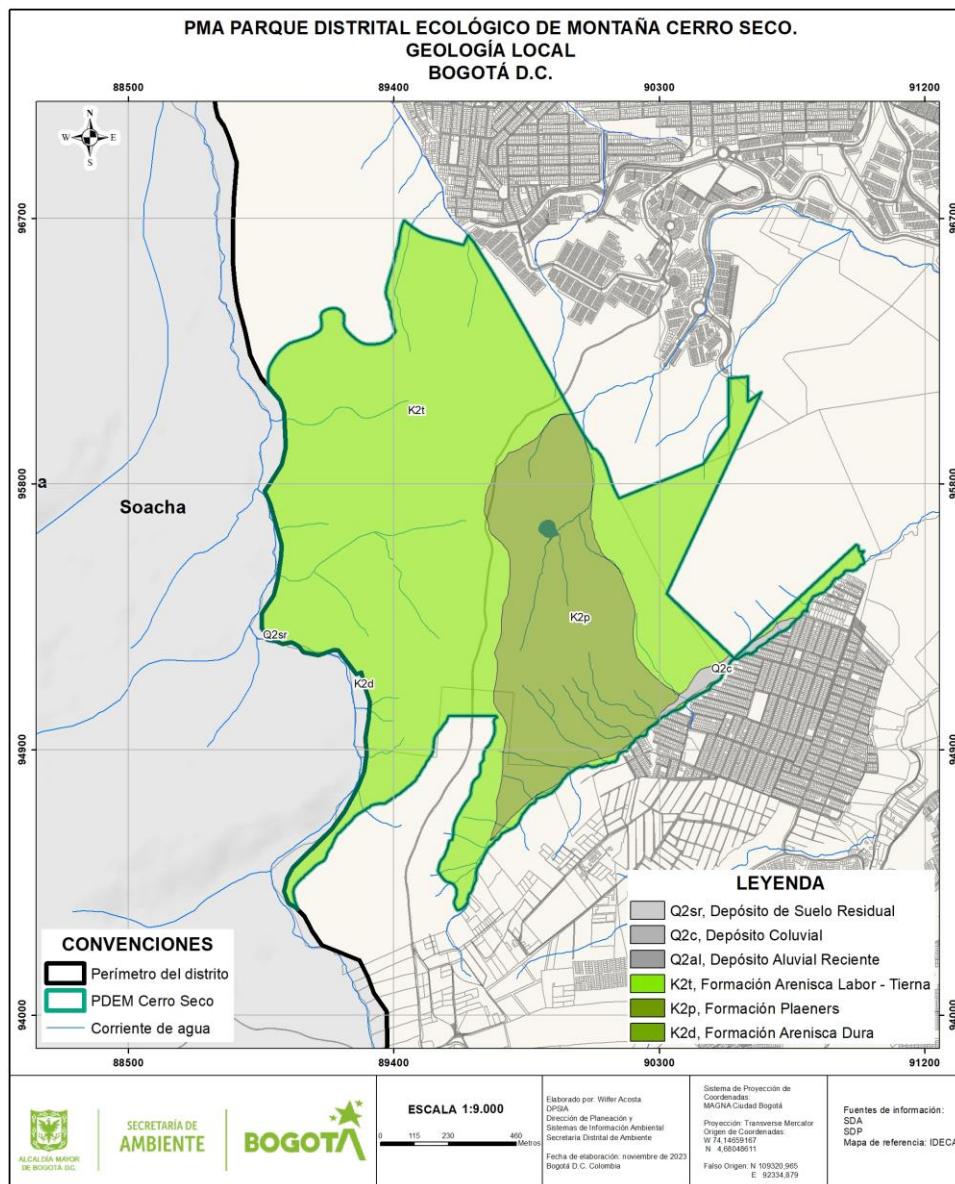 PMA PARQUE DISTRITAL ECOLÓGICO DE MONTAÑA CERRO SECO.
GEOLOGÍA LOCAL
BOGOTÁ D.C.
88500
89400
90300
91200
N
W E
S
96700
96700
K2t
95800
a
95800
Soacha
K2p
Q2sr
Q2c
K2d
94900
94900
LEYENDA
Q2sr, Depósito de Suelo Residual
Q2c, Depósito Coluvial
Q2al, Depósito Aluvial Reciente
K2t, Formación Arenisca Labor - Tierna
K2p, Formación Plaeners
K2d, Formación Arenisca Dura
CONVENCIONES
Perímetro del distrito
PDEM Cerro Seco
Corriente de agua
94000
94000
88500
89400
90300
91200
ALCALDÍA MAYOR
DE BOGOTÁ D.C.
SECRETARÍA DE
AMBIENTE
BOGOTÁ
ESCALA 1:9.000
0 115 230 460
Metros
Elaborado por: Wilfer Acosta
DPSIA
Dirección de Planeación y
Sistemas de Información Ambiental
Secretaría Distrital de Ambiente
Fecha de elaboración: noviembre de 2023
Bogotá D.C. Colombia
Sistema de Proyección de
Coordenadas:
MAGNA Ciudad Bogotá
Proyección: Transverse Mercator
Origen de Coordenadas:
W 74,14659167
N 4,68048611
Falso Origen: N 109320,965
E 92334,879
Fuentes de información:
SDA
SDP
Mapa de referencia: IDECA